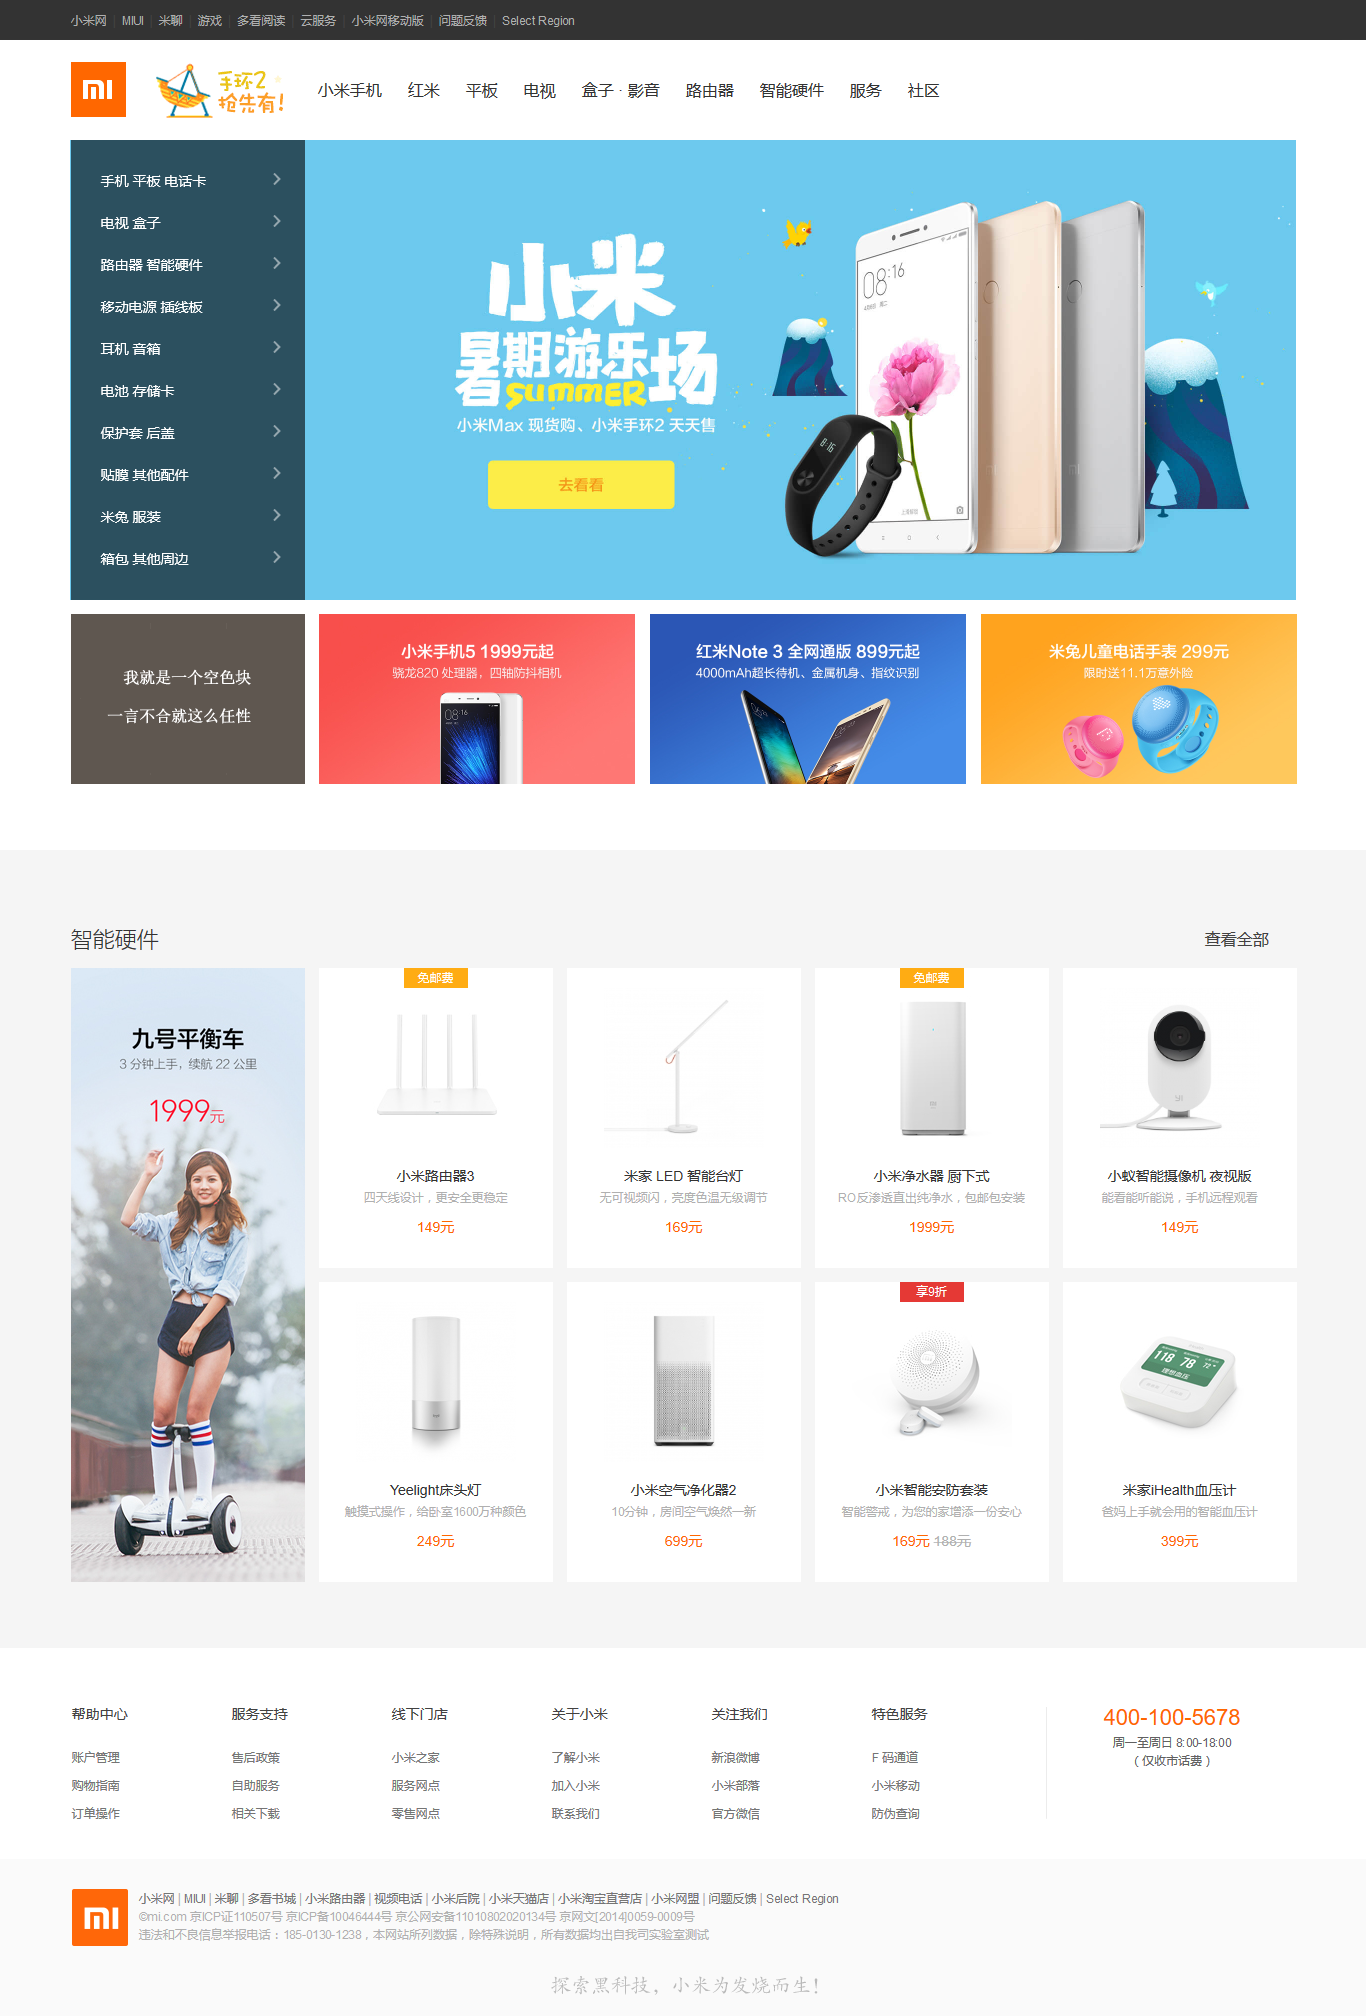 小米网 | MIUI | 米聊 | 游戏 | 多看阅读 | 云服务 | 小米网移动版 | 问题反馈 | Select Region
mi 手环2 抢先有! 小米手机 红米 平板 电视 盒子 · 影音 路由器 智能硬件 服务 社区
手机 平板 电话卡
电视 盒子
路由器 智能硬件
移动电源 插线板
耳机 音箱
电池 存储卡
保护套 后盖
贴膜 其他配件
米兔 服装
箱包 其他周边
小米
暑期游乐场
SUMMER
小米Max 现货购、小米手环2 天天售
去看看
08:16
8:16
我就是一个空色块
一言不合就这么任性
小米手机5 1999元起
骁龙820 处理器，四轴防抖相机
08:16
红米Note 3 全网通版 899元起
4000mAh超长待机、金属机身、指纹识别
米兔儿童电话手表 299元
限时送11.1万意外险
智能硬件 查看全部
九号平衡车
3 分钟上手，续航 22 公里
1999元
免邮费
小米路由器3
四天线设计，更安全更稳定
149元
米家 LED 智能台灯
无可视频闪，亮度色温无级调节
169元
免邮费
小米净水器 厨下式
RO反渗透直出纯净水，包邮包安装
1999元
小蚁智能摄像机 夜视版
能看能听能说，手机远程观看
149元
Yeelight床头灯
触摸式操作，给卧室1600万种颜色
249元
小米空气净化器2
10分钟，房间空气焕然一新
699元
享9折
小米智能安防套装
智能警戒，为您的家增添一份安心
169元 188元
118 78 72
理想血压
米家iHealth血压计
爸妈上手就会用的智能血压计
399元
帮助中心 服务支持 线下门店 关于小米 关注我们 特色服务
账户管理 售后政策 小米之家 了解小米 新浪微博 F 码通道
购物指南 自助服务 服务网点 加入小米 小米部落 小米移动
订单操作 相关下载 零售网点 联系我们 官方微信 防伪查询
400-100-5678
周一至周日 8:00-18:00
（仅收市话费）
mi
小米网 | MIUI | 米聊 | 多看书城 | 小米路由器 | 视频电话 | 小米后院 | 小米天猫店 | 小米淘宝直营店 | 小米网盟 | 问题反馈 | Select Region
©mi.com 京ICP证110507号 京ICP备10046444号 京公网安备11010802020134号 京网文[2014]0059-0009号
违法和不良信息举报电话：185-0130-1238，本网站所列数据，除特殊说明，所有数据均出自我司实验室测试
探索黑科技，小米为发烧而生！